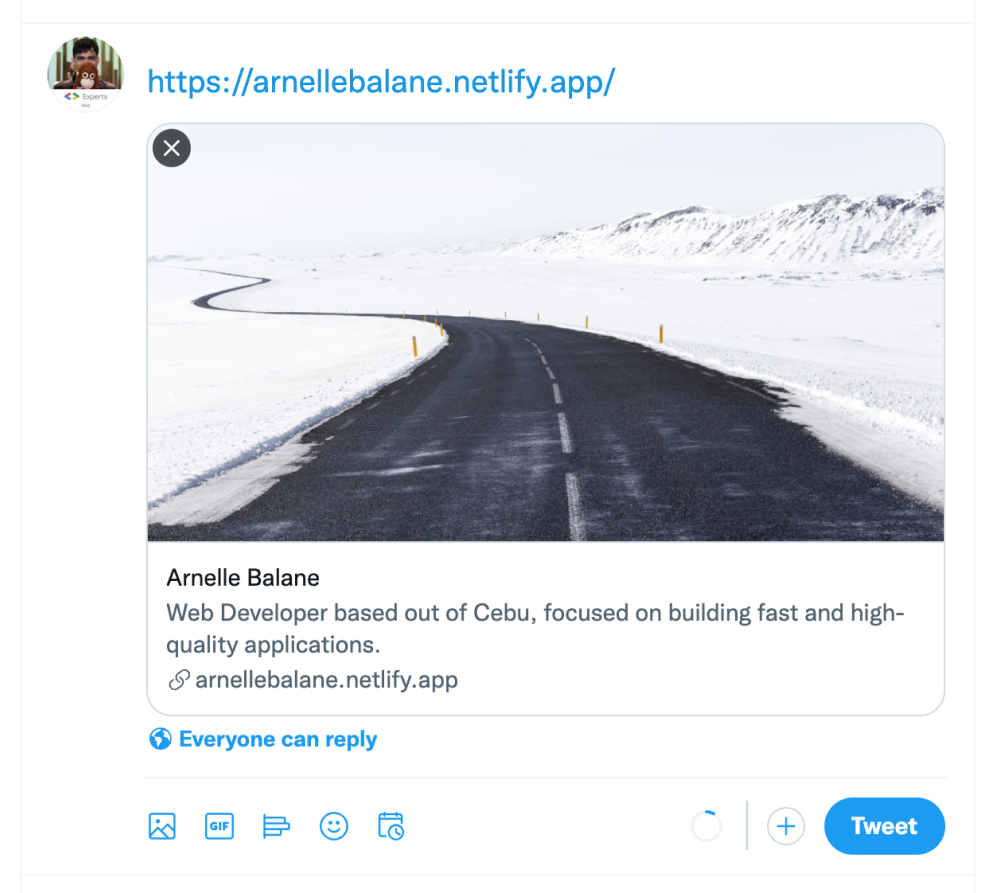 <> Experts
https://arnellebalane.netlify.app/
Arnelle Balane
Web Developer based out of Cebu, focused on building fast and high-
quality applications.
arnellebalane.netlify.app
Everyone can reply
GIF
Tweet